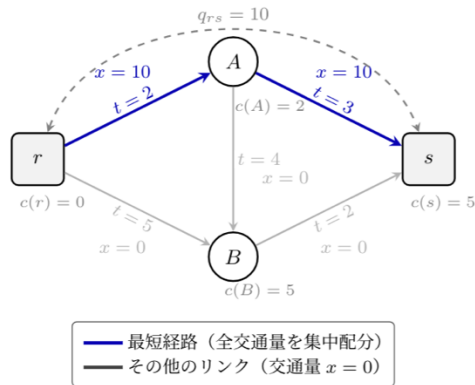 q_{rs} = 10
A
x = 10
x = 10
t = 2
t = 3
c(A) = 2
r
s
t = 4
x = 0
c(r) = 0
c(s) = 5
t = 5
t = 2
x = 0
x = 0
B
c(B) = 5
最短経路（全交通量を集中配分）
その他のリンク（交通量 x = 0）